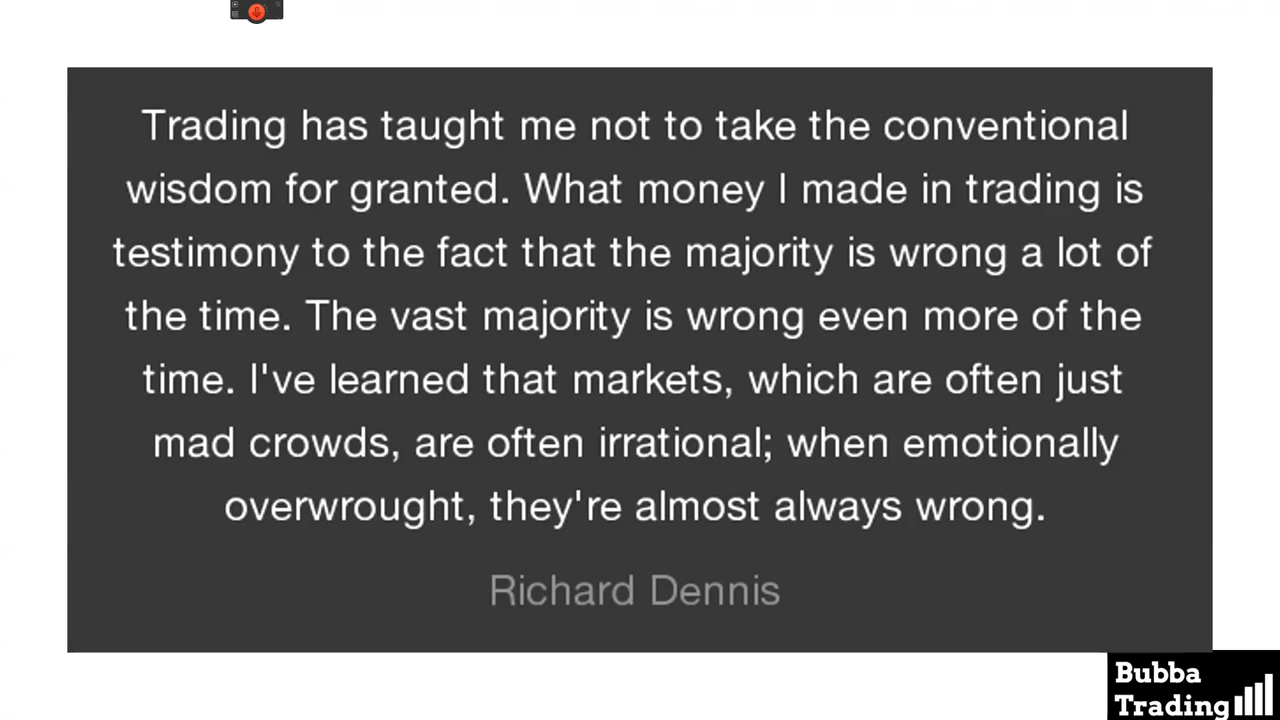 Trading has taught me not to take the conventional
wisdom for granted. What money I made in trading is
testimony to the fact that the majority is wrong a lot of
the time. The vast majority is wrong even more of the
time. I've learned that markets, which are often just
mad crowds, are often irrational; when emotionally
overwrought, they're almost always wrong.
Richard Dennis
Bubba
Trading